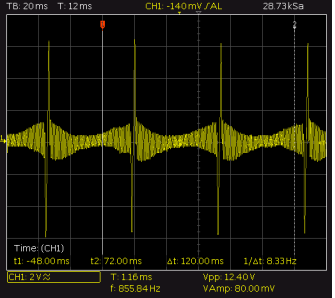 TB: 20 ms T: 12 ms CH1: -140 mV /AL 28.73 kSa
2
1
Time: (CH1)
t1: -48.00 ms t2: 72.00 ms Δt: 120.00 ms 1/Δt: 8.33 Hz
CH1: 2 V≂ T: 1.16 ms Vpp: 12.40 V
f: 855.84 Hz VAmp: 80.00 mV